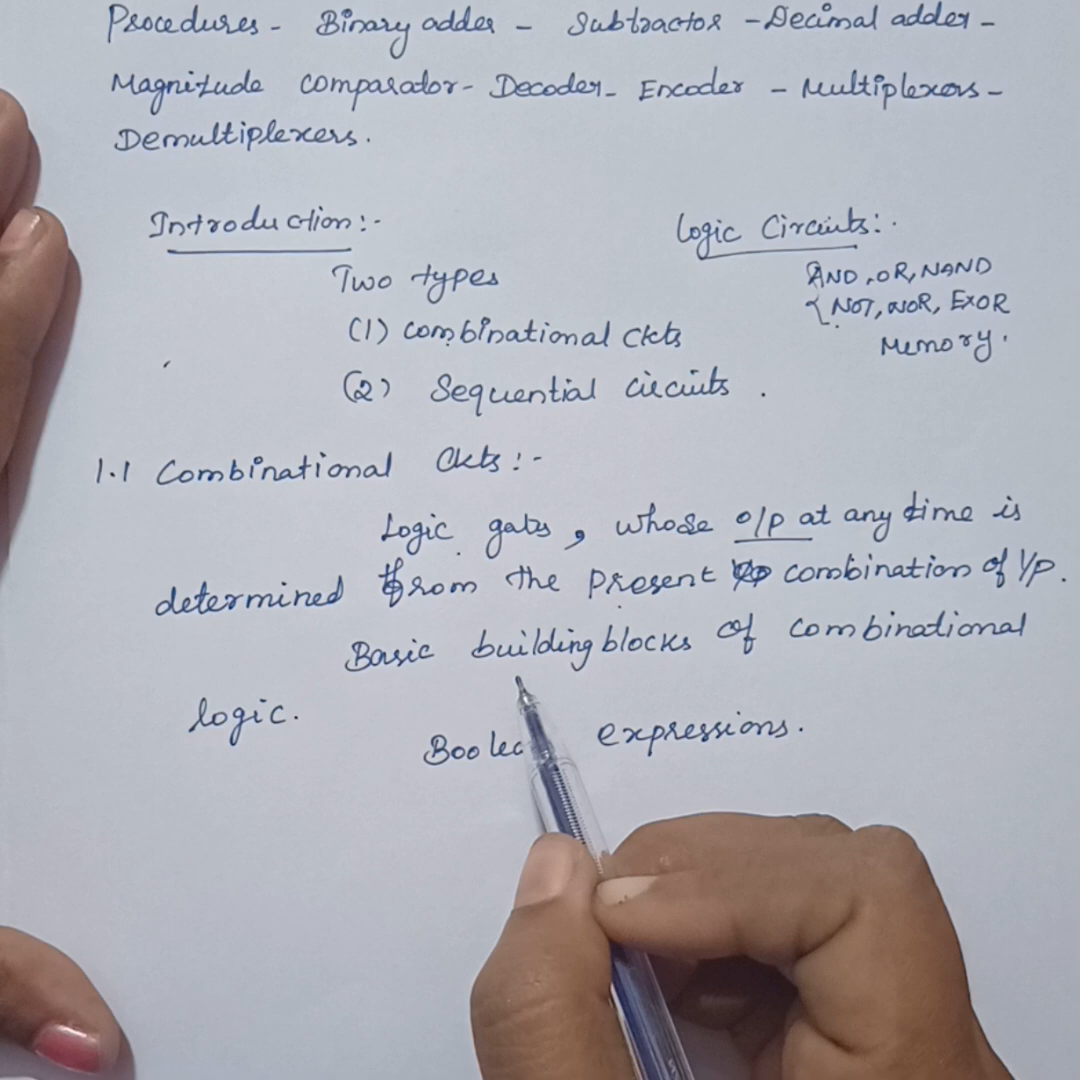 Procedures - Binary adder - Subtractor - Decimal adder -
Magnitude comparator - Decoder - Encoder - Multiplexers -
Demultiplexers.
Introduction:-
Two types
(1) combinational ckts
(2) Sequential circuits.
Logic Circuits:-
AND, OR, NAND
{ NOT, NOR, EXOR
Memory.
1.1 Combinational Ckts:-
Logic gates, whose o/p at any time is
determined from the present combination of I/p.
Basic building blocks of combinational
logic.
expressions.